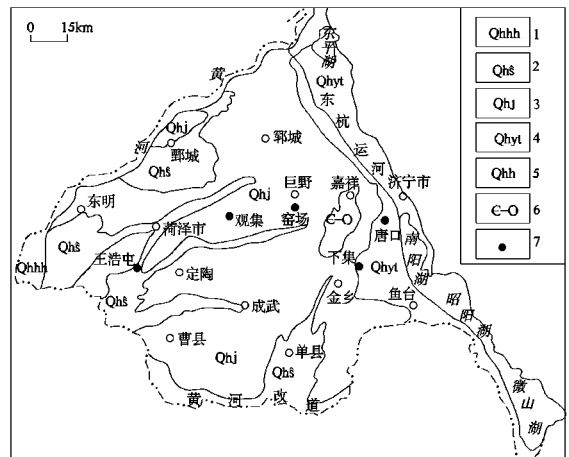 0 15km
黄
河
东平湖
Qhyt
东
杭
运
河
Qhj
鄄城
Qhŝ
郓城
东明
菏泽市
Qhj
巨野
窑场
观集
嘉祥
Є-O
济宁市
唐口
南阳湖
Qhhh
Qhŝ
王浩屯
Qhŝ
定陶
成武
卞集
Qhyt
金乡
鱼台
昭阳湖
曹县
Qhj
单县
Qhŝ
黄河改道
微山湖
Qhhh 1
Qhŝ 2
Qhj 3
Qhyt 4
Qhh 5
Є-O 6
7